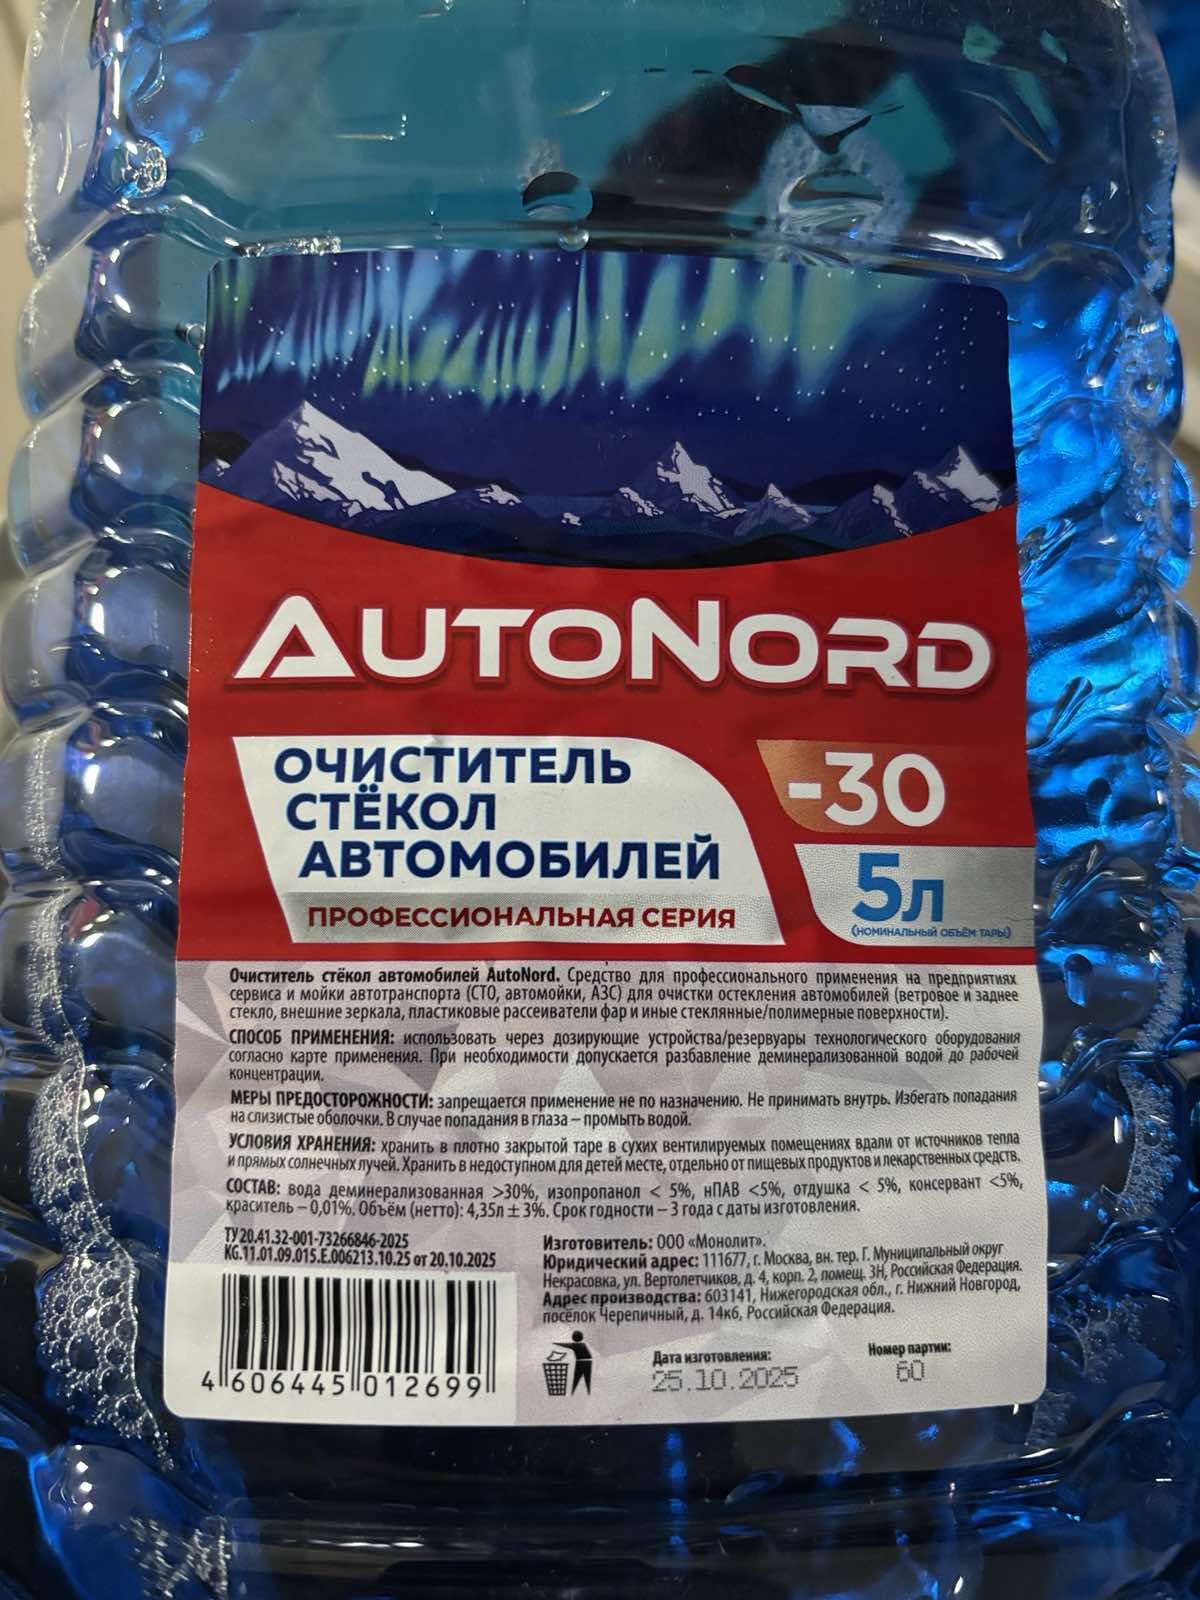 AUTONORD
ОЧИСТИТЕЛЬ
СТЁКОЛ
АВТОМОБИЛЕЙ
ПРОФЕССИОНАЛЬНАЯ СЕРИЯ
-30
5л
(НОМИНАЛЬНЫЙ ОБЪЁМ ТАРЫ)
Очиститель стёкол автомобилей AutoNord. Средство для профессионального применения на предприятиях
сервиса и мойки автотранспорта (СТО, автомойки, АЗС) для очистки остекления автомобилей (ветровое и заднее
стекло, внешние зеркала, пластиковые рассеиватели фар и иные стеклянные/полимерные поверхности).
СПОСОБ ПРИМЕНЕНИЯ: использовать через дозирующие устройства/резервуары технологического оборудования
согласно карте применения. При необходимости допускается разбавление деминерализованной водой до рабочей
концентрации.
МЕРЫ ПРЕДОСТОРОЖНОСТИ: запрещается применение не по назначению. Не принимать внутрь. Избегать попадания
на слизистые оболочки. В случае попадания в глаза – промыть водой.
УСЛОВИЯ ХРАНЕНИЯ: хранить в плотно закрытой таре в сухих вентилируемых помещениях вдали от источников тепла
и прямых солнечных лучей. Хранить в недоступном для детей месте, отдельно от пищевых продуктов и лекарственных средств.
СОСТАВ: вода деминерализованная >30%, изопропанол < 5%, нПАВ <5%, отдушка < 5%, консервант <5%,
краситель – 0,01%. Объём (нетто): 4,35л ± 3%. Срок годности – 3 года с даты изготовления.
ТУ 20.41.32-001-73266846-2025
KG.11.01.09.015.E.006213.10.25 от 20.10.2025
4 606445 012699
Изготовитель: ООО «Монолит».
Юридический адрес: 111677, г. Москва, вн. тер. Г. Муниципальный округ
Некрасовка, ул. Вертолетчиков, д. 4, корп. 2, помещ. 3Н, Российская Федерация.
Адрес производства: 603141, Нижегородская обл., г. Нижний Новгород,
посёлок Черепичный, д. 14к6, Российская Федерация.
Дата изготовления:
25.10.2025
Номер партии:
60